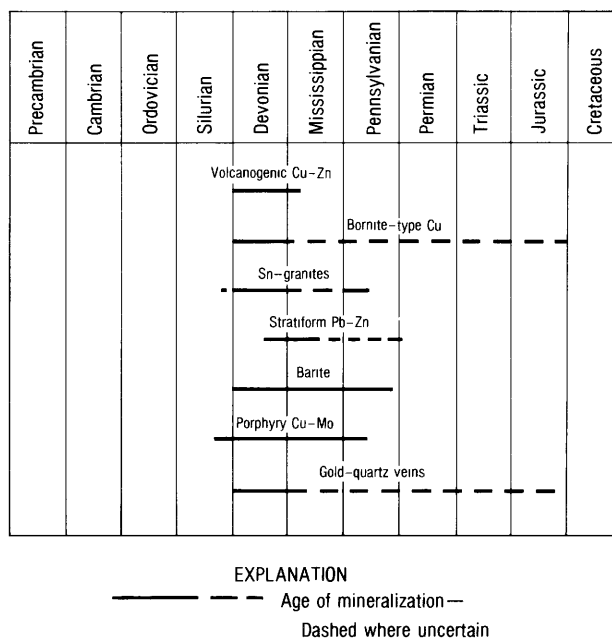 Precambrian
Cambrian
Ordovician
Silurian
Devonian
Mississippian
Pennsylvanian
Permian
Triassic
Jurassic
Cretaceous
Volcanogenic Cu–Zn
Bornite–type Cu
Sn–granites
Stratiform Pb–Zn
Barite
Porphyry Cu–Mo
Gold–quartz veins
EXPLANATION
Age of mineralization—
Dashed where uncertain